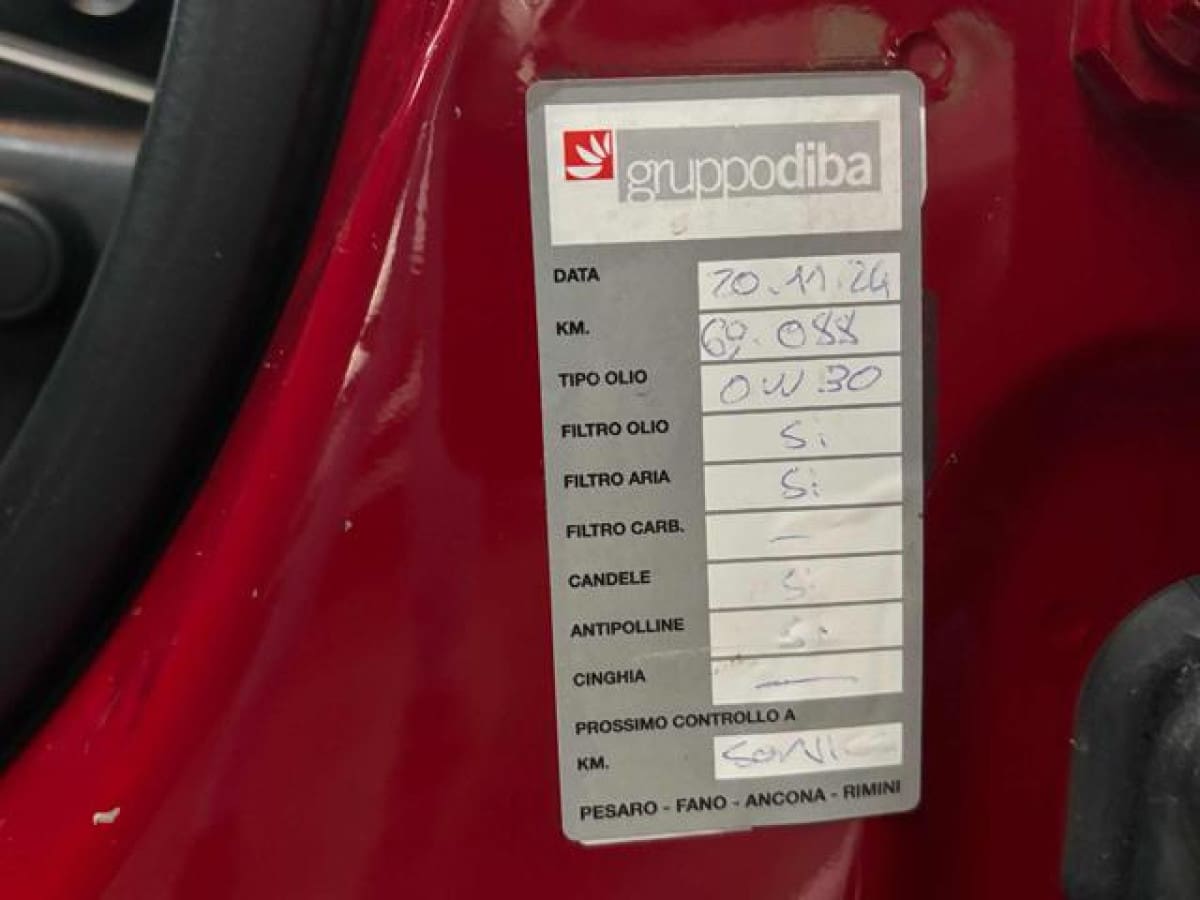 gruppodiba
DATA 20.11.24
KM. 69.088
TIPO OLIO 0W30
FILTRO OLIO Si
FILTRO ARIA Si
FILTRO CARB. —
CANDELE Si
ANTIPOLLINE Si
CINGHIA —
PROSSIMO CONTROLLO A
KM.
PESARO - FANO - ANCONA - RIMINI